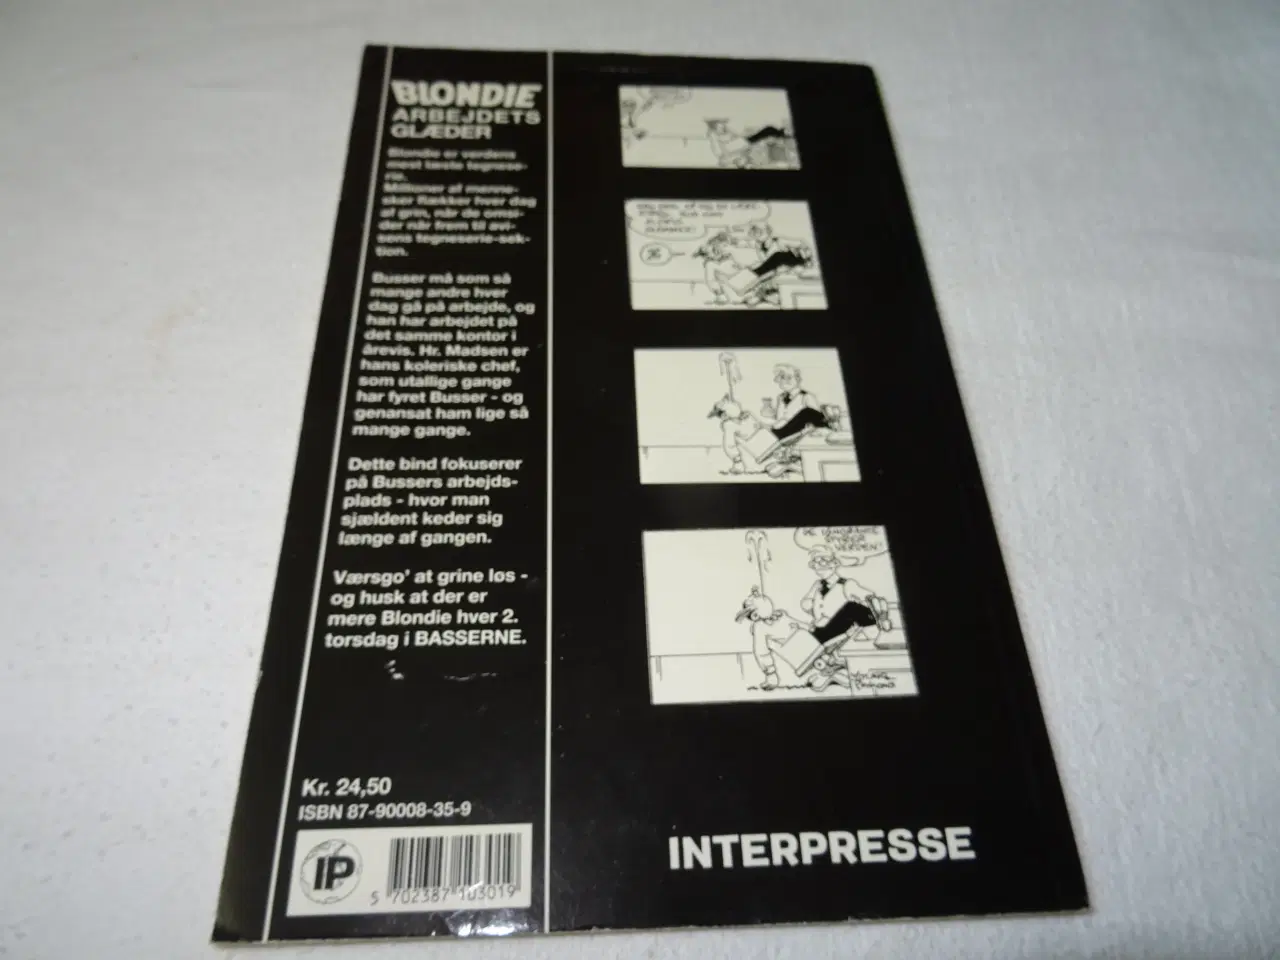 BLONDIE
ARBEJDETS
GLÆDER
Blondie er verdens
mest læste tegnese-
rie.
Millioner af menne-
sker flækker hver dag
af grin, når de omsi-
der når frem til avi-
sens tegneserie-sek-
tion.
Busser må som så
mange andre hver
dag gå på arbejde, og
han har arbejdet på
det samme kontor i
årevis. Hr. Madsen er
hans koleriske chef,
som utallige gange
har fyret Busser - og
genansat ham lige så
mange gange.
Dette bind fokuserer
på Bussers arbejds-
plads - hvor man
sjældent keder sig
længe af gangen.
Værsgo' at grine løs -
og husk at der er
mere Blondie hver 2.
torsdag i BASSERNE.
Kr. 24,50
ISBN 87-90008-35-9
IP
5 702387 103019
VERDEN!
INTERPRESSE